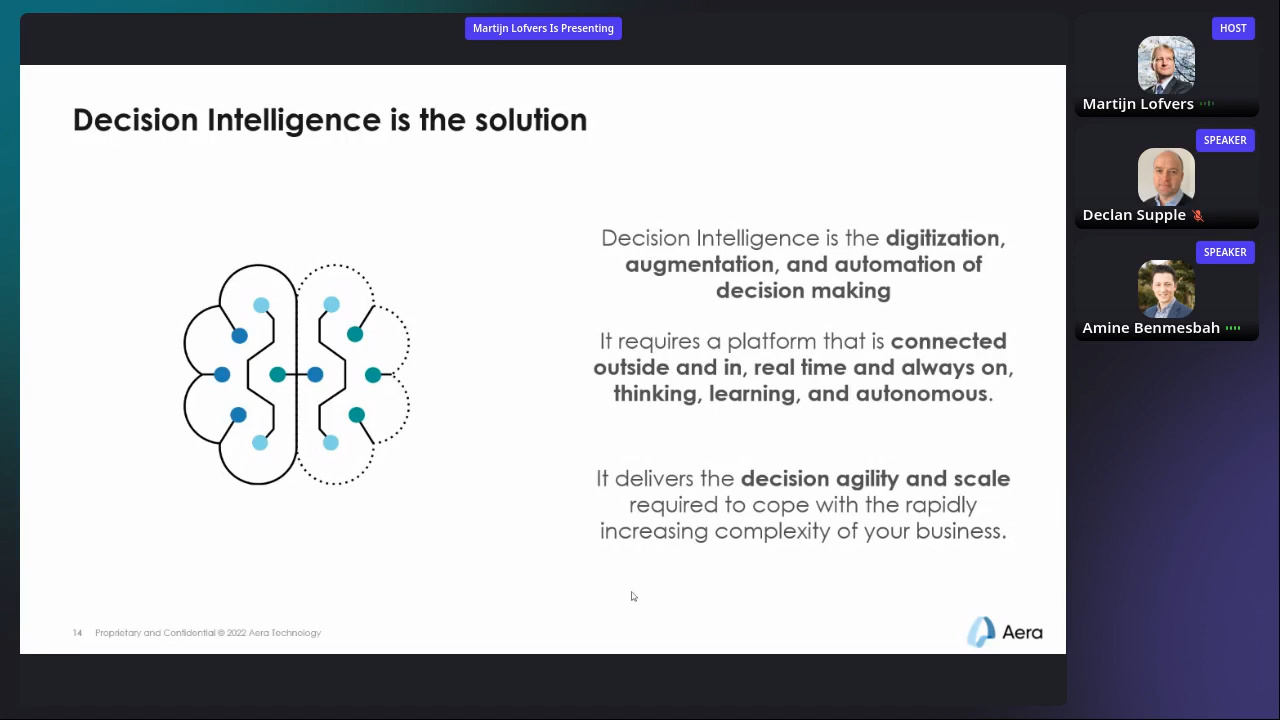 Martijn Lofvers Is Presenting
Decision Intelligence is the solution
Decision Intelligence is the digitization,
augmentation, and automation of
decision making
It requires a platform that is connected
outside and in, real time and always on,
thinking, learning, and autonomous.
It delivers the decision agility and scale
required to cope with the rapidly
increasing complexity of your business.
14 Proprietary and Confidential © 2022 Aera Technology
Aera
HOST
Martijn Lofvers
SPEAKER
Declan Supple
SPEAKER
Amine Benmesbah